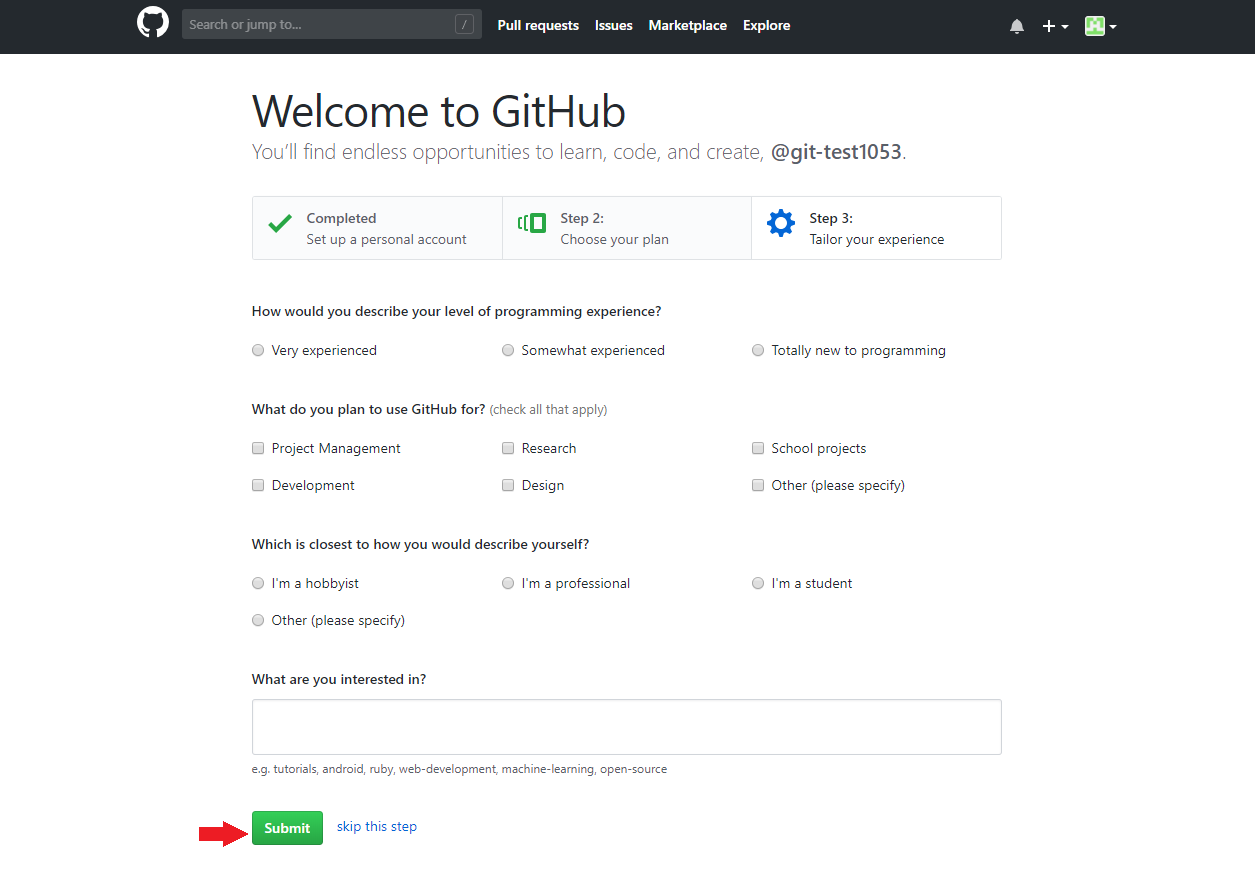 Search or jump to... / Pull requests Issues Marketplace Explore
Welcome to GitHub
You'll find endless opportunities to learn, code, and create, @git-test1053.
Completed
Set up a personal account
Step 2:
Choose your plan
Step 3:
Tailor your experience
How would you describe your level of programming experience?
Very experienced Somewhat experienced Totally new to programming
What do you plan to use GitHub for? (check all that apply)
Project Management Research School projects
Development Design Other (please specify)
Which is closest to how you would describe yourself?
I'm a hobbyist I'm a professional I'm a student
Other (please specify)
What are you interested in?
e.g. tutorials, android, ruby, web-development, machine-learning, open-source
Submit skip this step